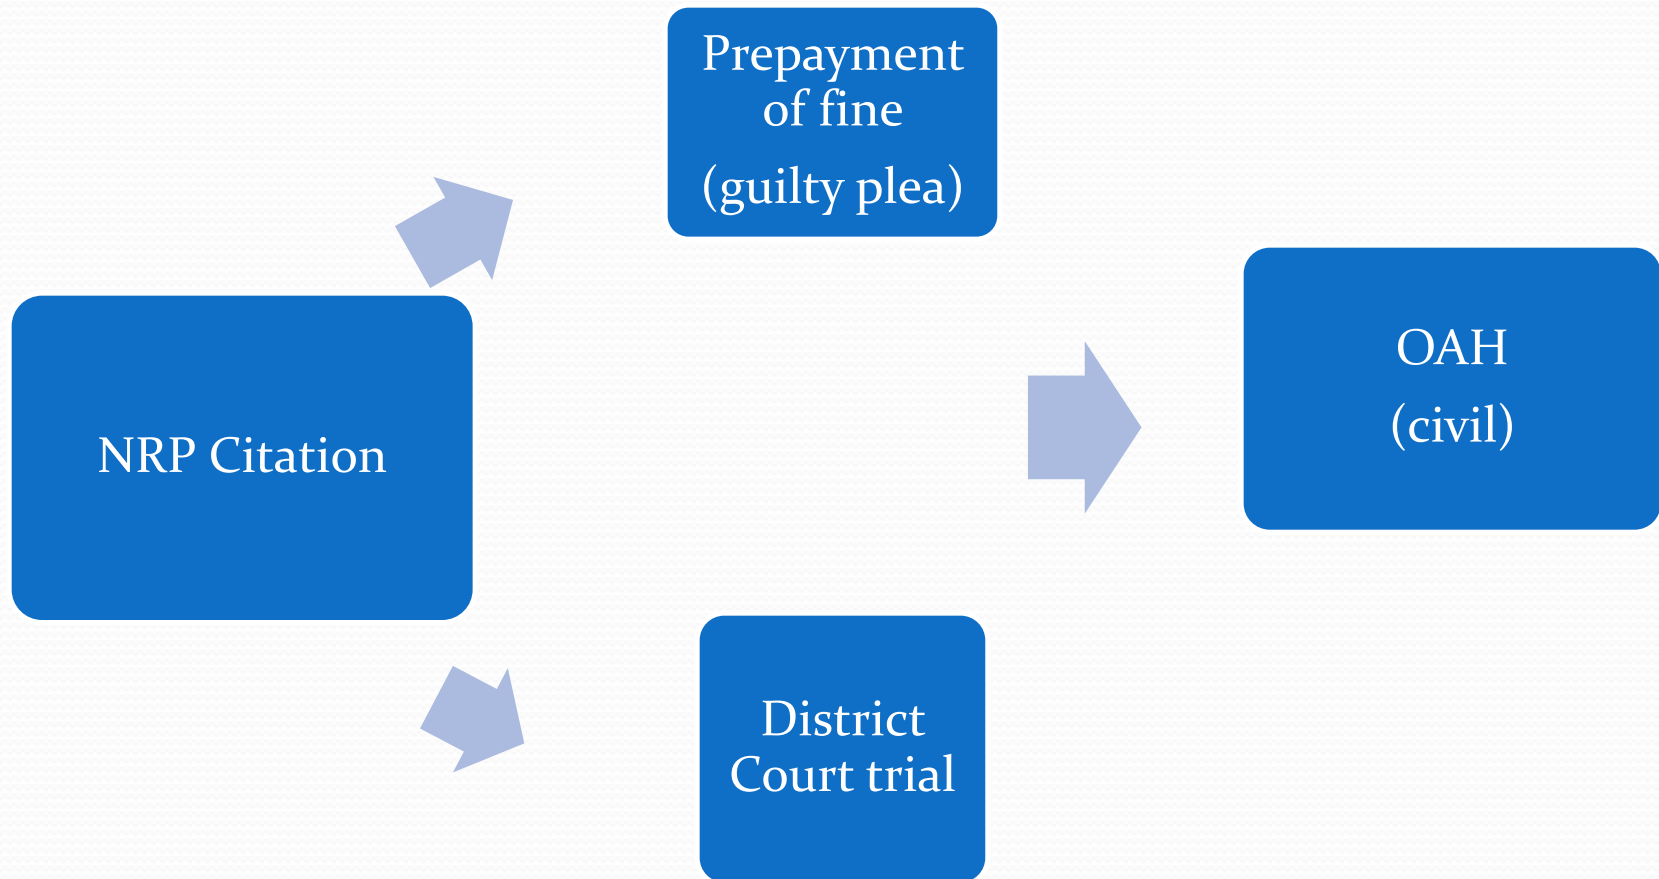 Prepayment
of fine
(guilty plea)
NRP Citation
OAH
(civil)
District
Court trial